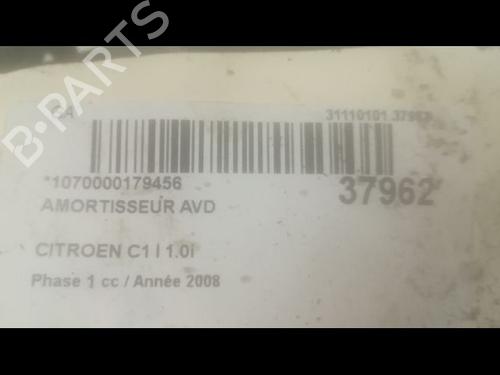 B-PARTS
31110101 37962
*1070000179456
37962
AMORTISSEUR AVD
CITROEN C1 I 1.0i
Phase 1 cc / Année 2008